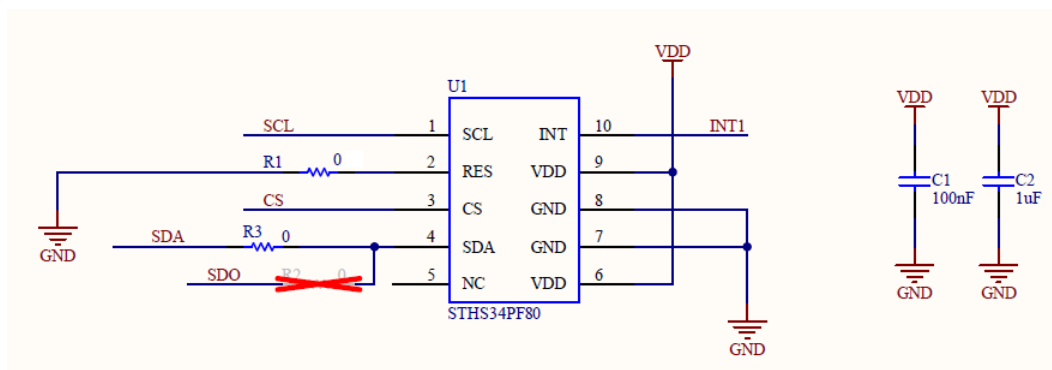 VDD
U1
VDD
VDD
SCL
1
SCL
INT
10
INT1
R1
0
2
RES
VDD
9
C1
100nF
C2
1uF
CS
3
CS
GND
8
SDA
R3
0
4
SDA
GND
7
GND
SDO
R2
0
5
NC
VDD
6
GND
GND
STHS34PF80
GND